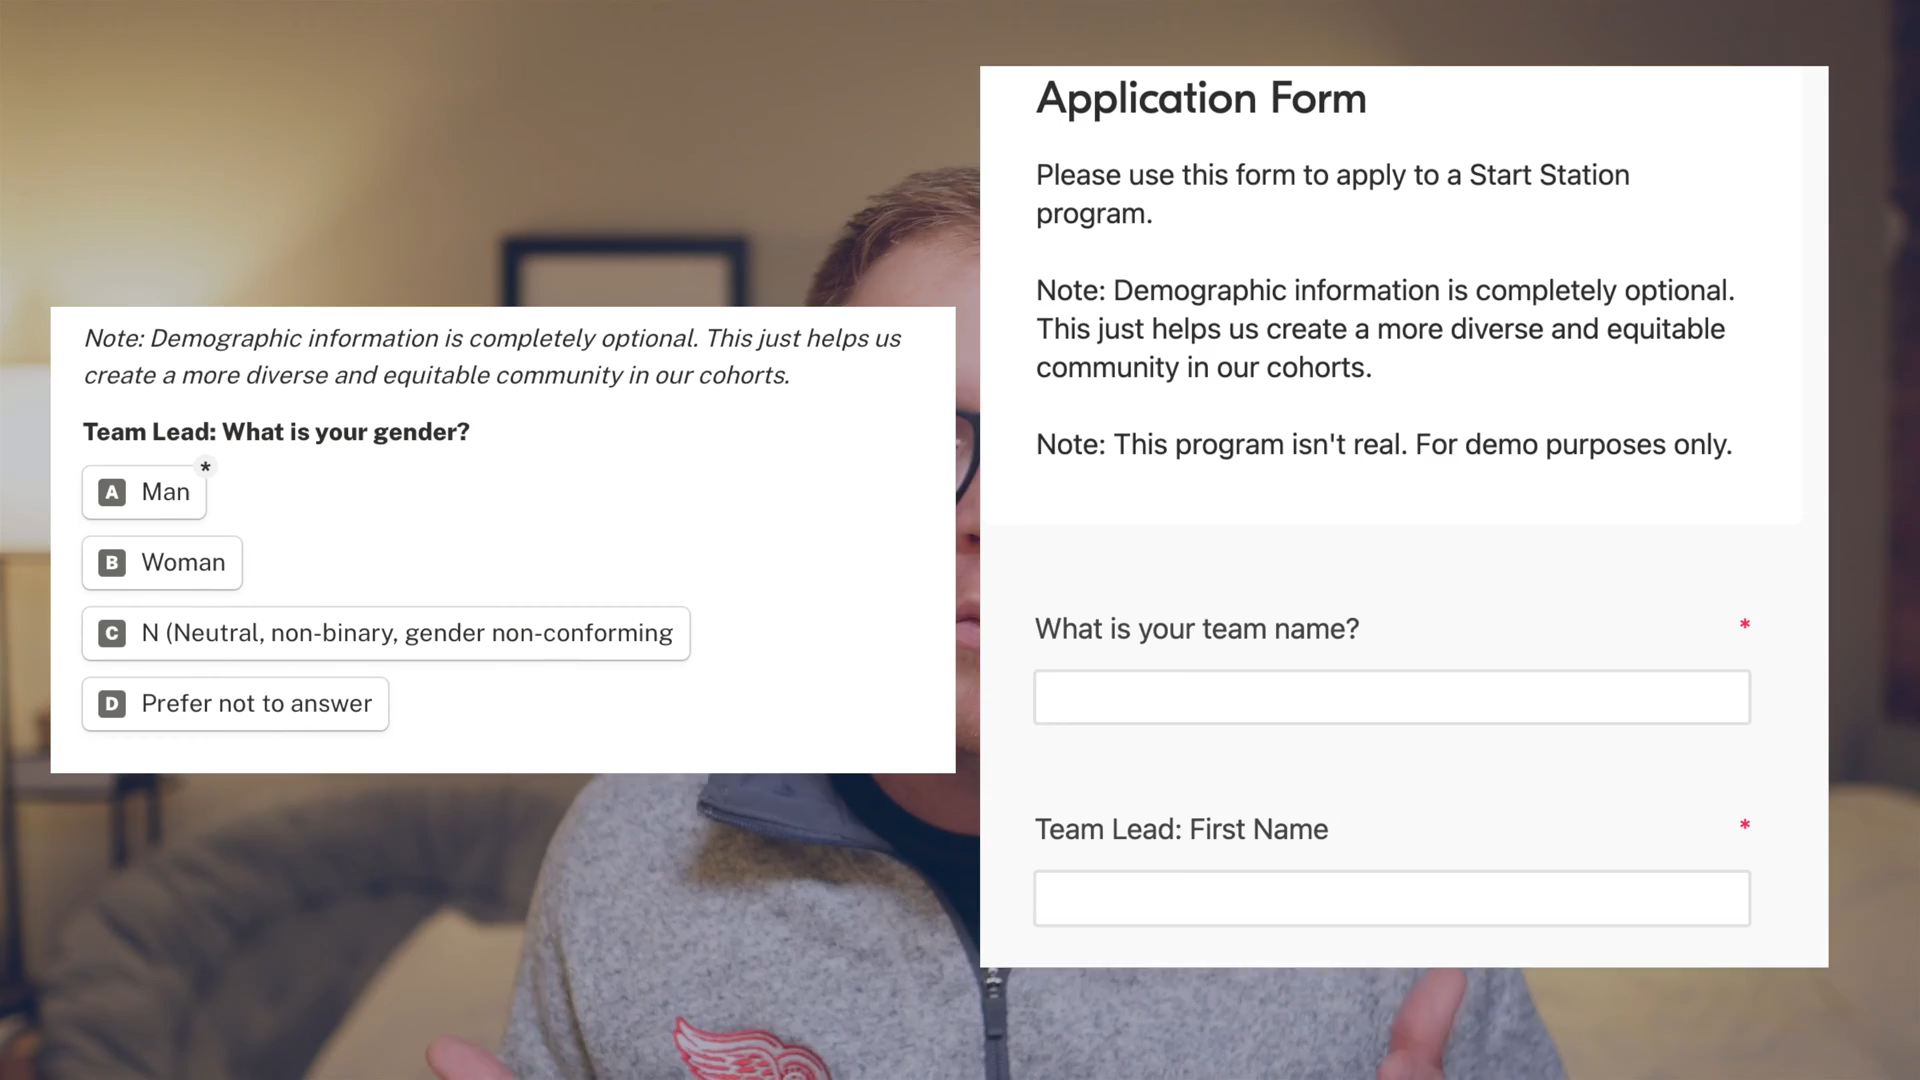 Note: Demographic information is completely optional. This just helps us
create a more diverse and equitable community in our cohorts.
Team Lead: What is your gender?
*
A Man
B Woman
C N (Neutral, non-binary, gender non-conforming
D Prefer not to answer
Application Form
Please use this form to apply to a Start Station
program.
Note: Demographic information is completely optional.
This just helps us create a more diverse and equitable
community in our cohorts.
Note: This program isn't real. For demo purposes only.
What is your team name? *
Team Lead: First Name *